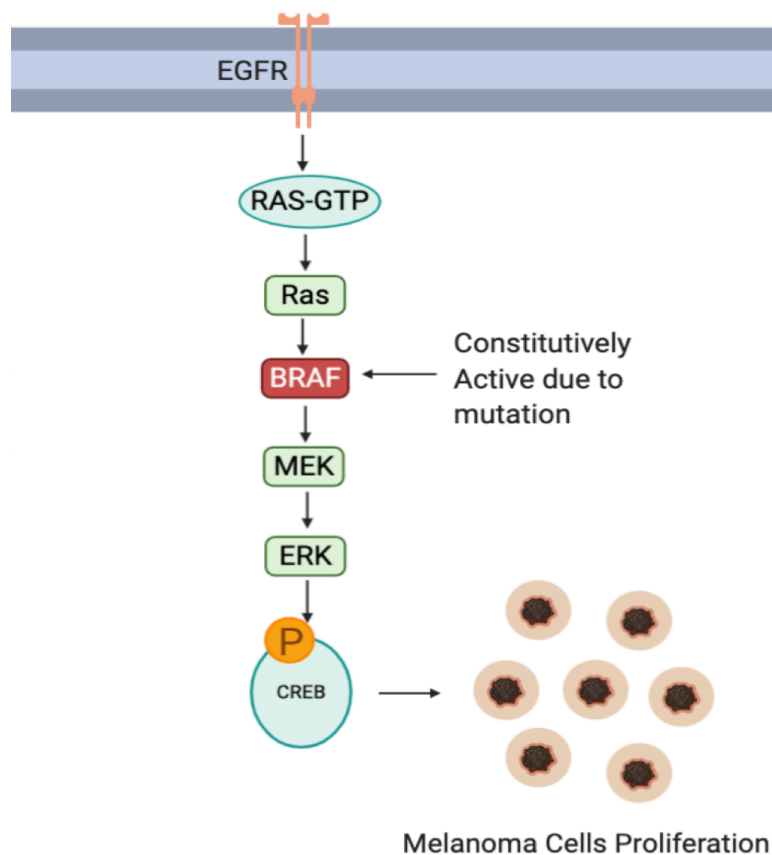 EGFR
RAS-GTP
Ras
BRAF
Constitutively
Active due to
mutation
MEK
ERK
P
CREB
Melanoma Cells Proliferation